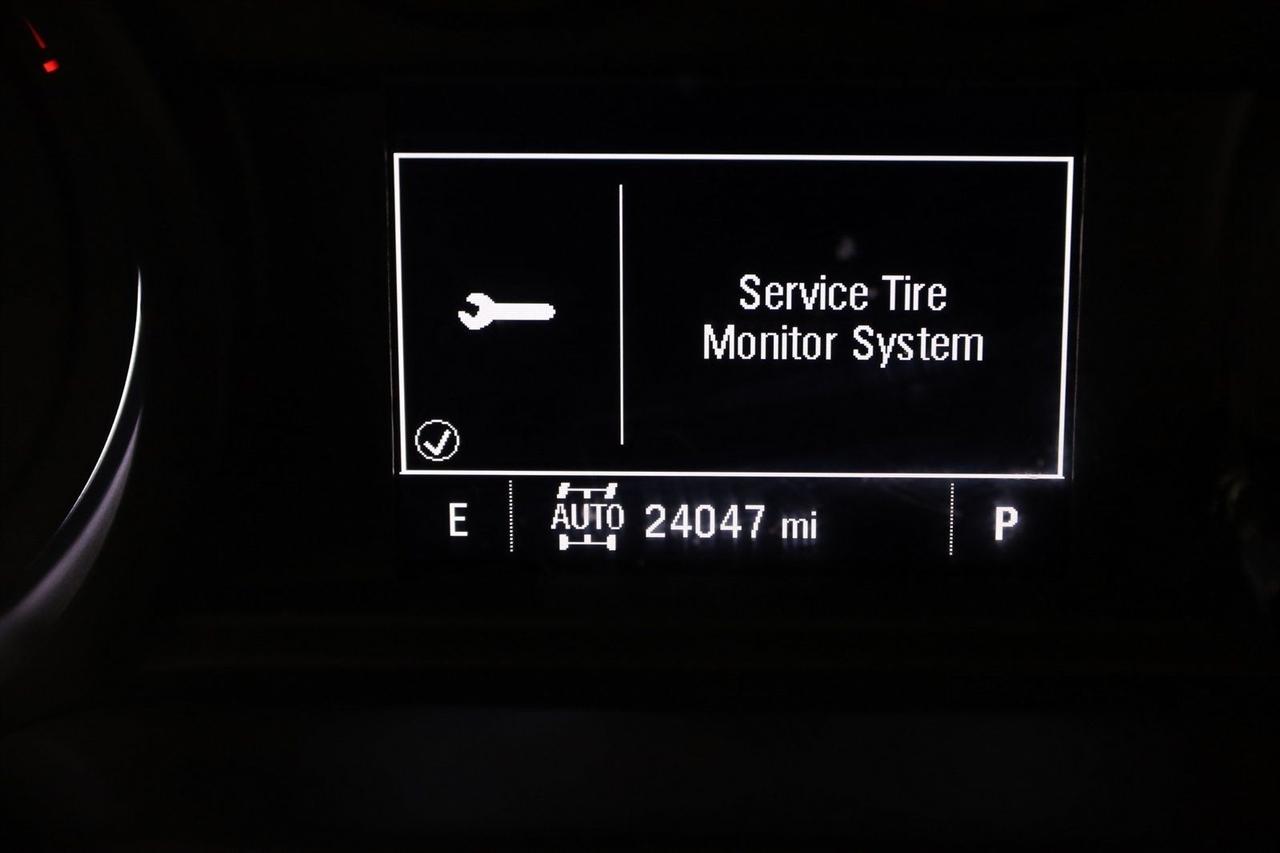 Service Tire
Monitor System
E
AUTO
24047 mi
P